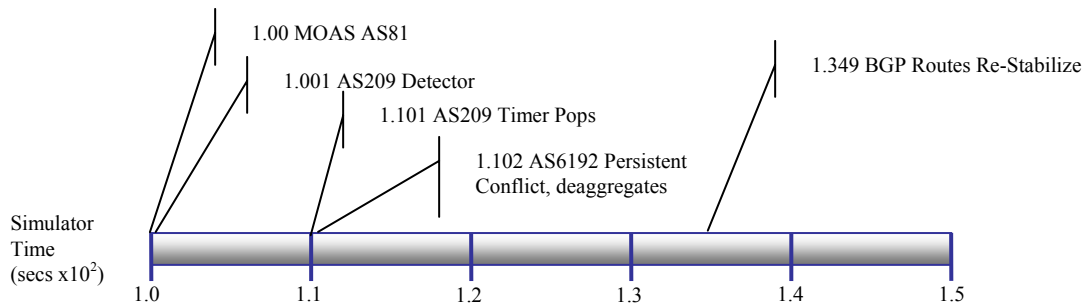 1.00 MOAS AS81
1.001 AS209 Detector
1.349 BGP Routes Re-Stabilize
1.101 AS209 Timer Pops
1.102 AS6192 Persistent
Conflict, deaggregates
Simulator
Time
(secs x10²)
1.0
1.1
1.2
1.3
1.4
1.5